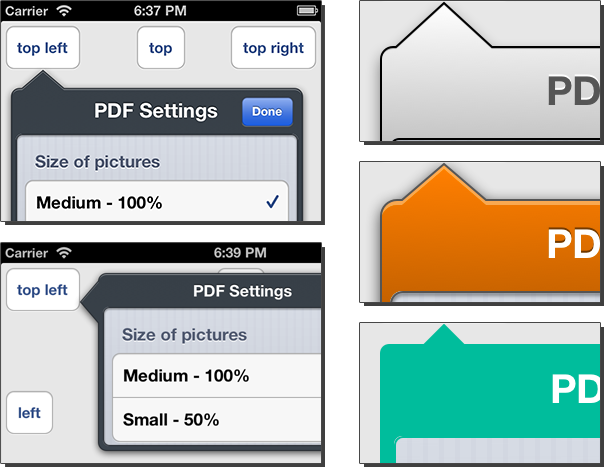 Carrier 6:37 PM
top left top top right
PDF Settings Done
Size of pictures
Medium - 100%
Carrier 6:39 PM
top left PDF Settings
Size of pictures
Medium - 100%
left Small - 50%
PD
PD
PD